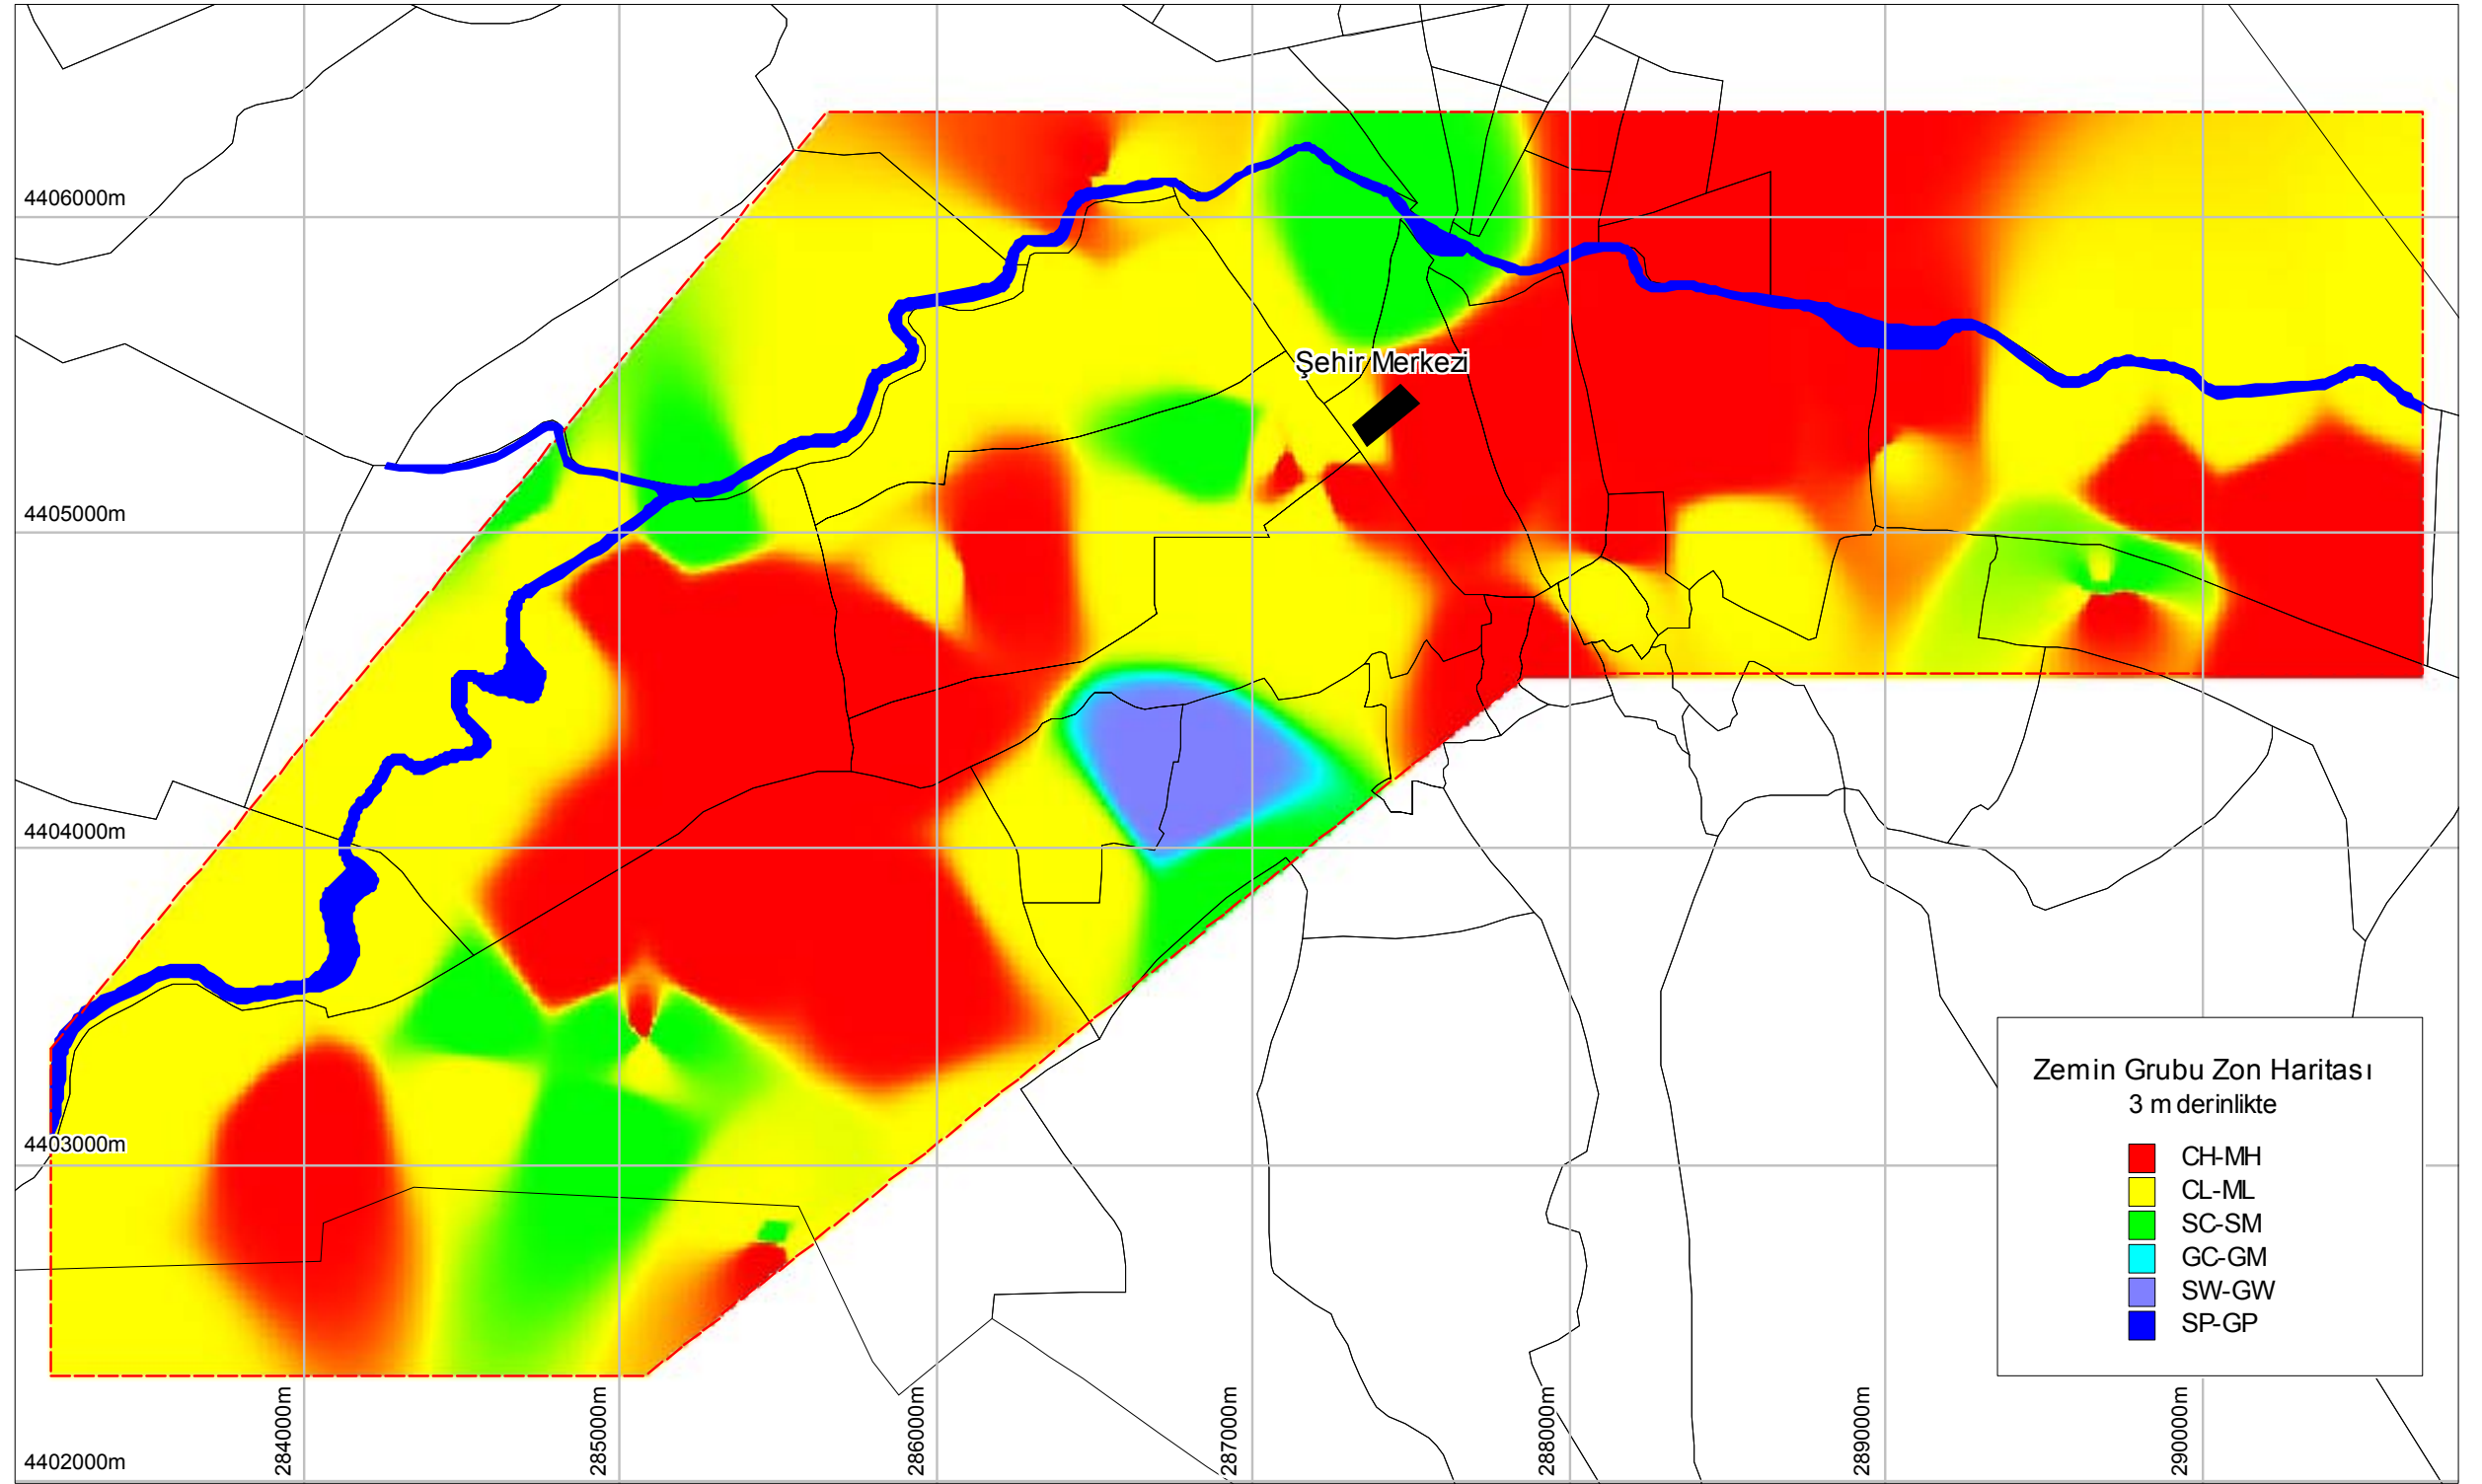 4406000m
Şehir Merkezi
4405000m
4404000m
4403000m
4402000m
284000m
285000m
286000m
287000m
288000m
289000m
290000m
Zemin Grubu Zon Haritası
3 m derinlikte
CH-MH
CL-ML
SC-SM
GC-GM
SW-GW
SP-GP